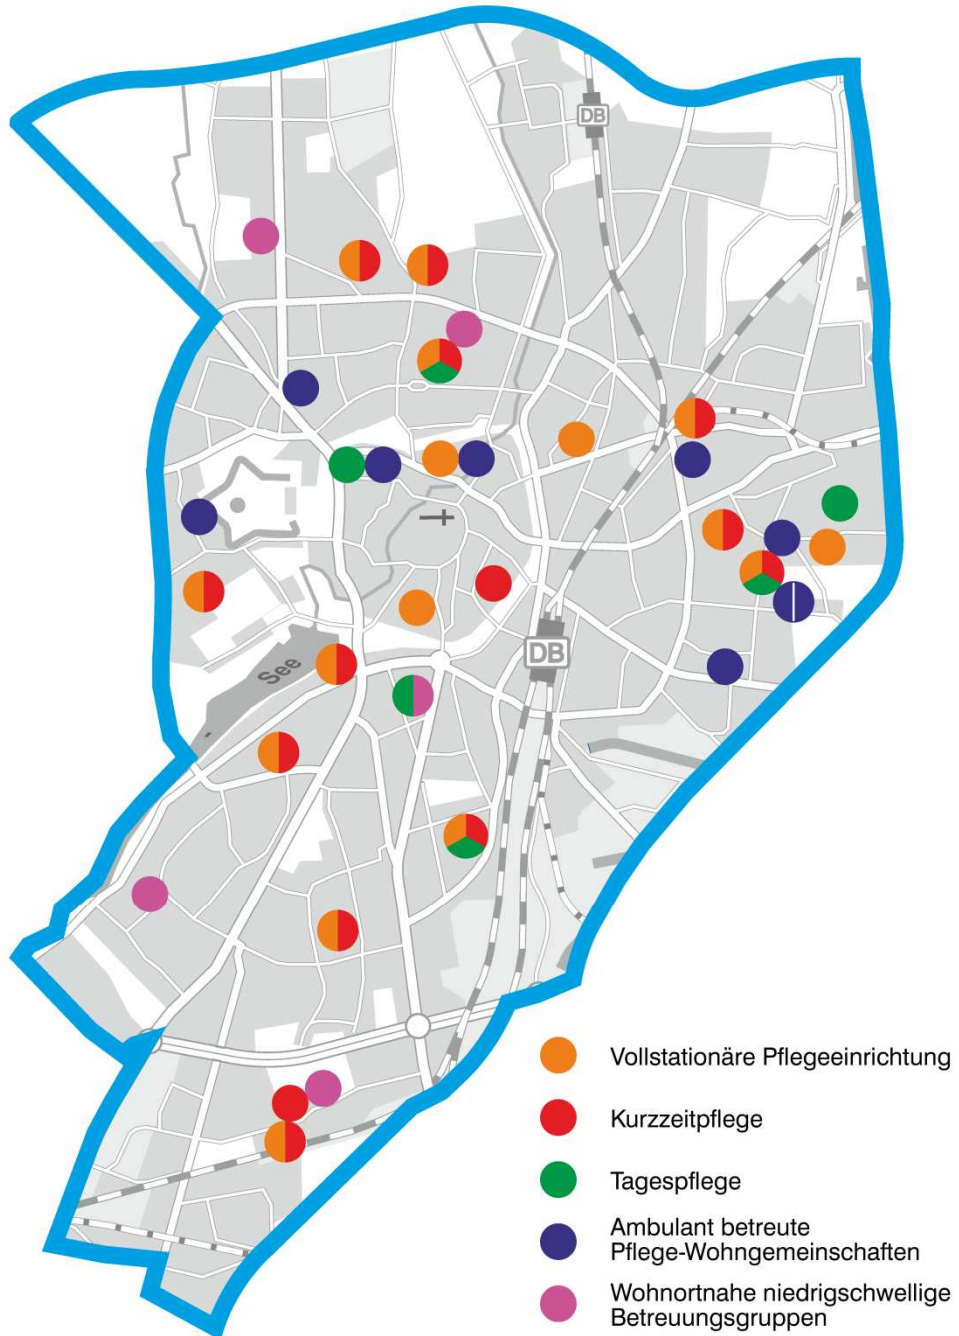 DB
DB
See
Vollstationäre Pflegeeinrichtung
Kurzzeitpflege
Tagespflege
Ambulant betreute
Pflege-Wohngemeinschaften
Wohnortnahe niedrigschwellige
Betreuungsgruppen